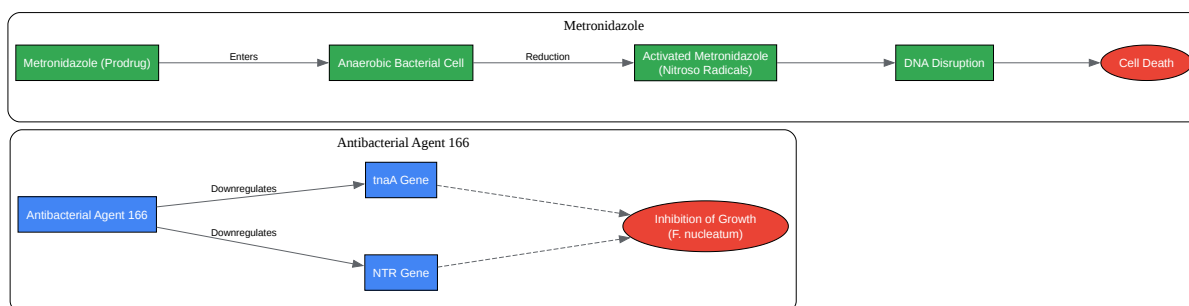 Metronidazole
Metronidazole (Prodrug)
Enters
Anaerobic Bacterial Cell
Reduction
Activated Metronidazole
(Nitroso Radicals)
DNA Disruption
Cell Death
Antibacterial Agent 166
Antibacterial Agent 166
Downregulates
tnaA Gene
Downregulates
NTR Gene
Inhibition of Growth
(F. nucleatum)